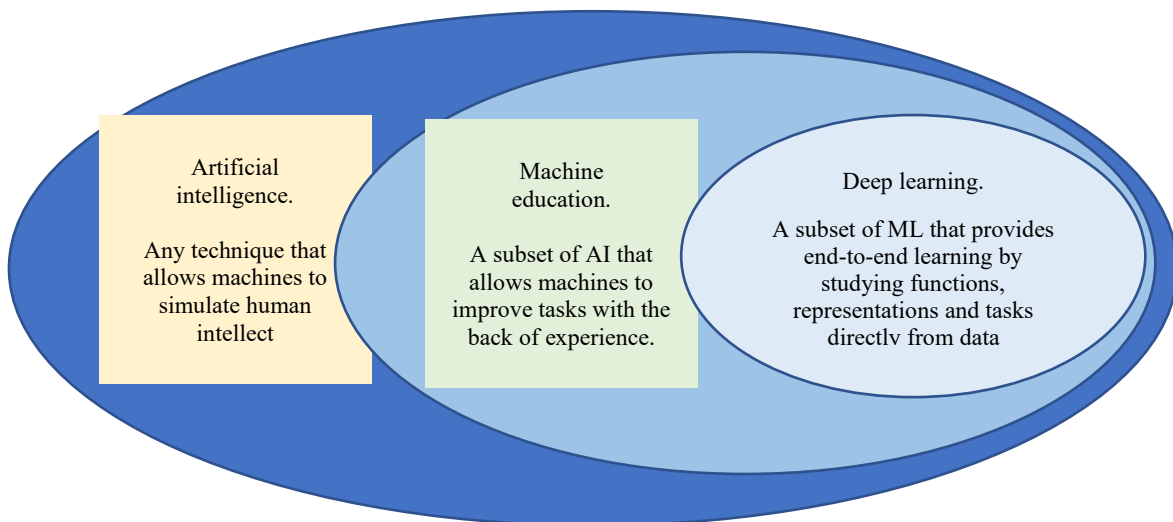 Artificial
intelligence.
Any technique that
allows machines to
simulate human
intellect
Machine
education.
A subset of AI that
allows machines to
improve tasks with the
back of experience.
Deep learning.
A subset of ML that provides
end-to-end learning by
studying functions,
representations and tasks
directly from data